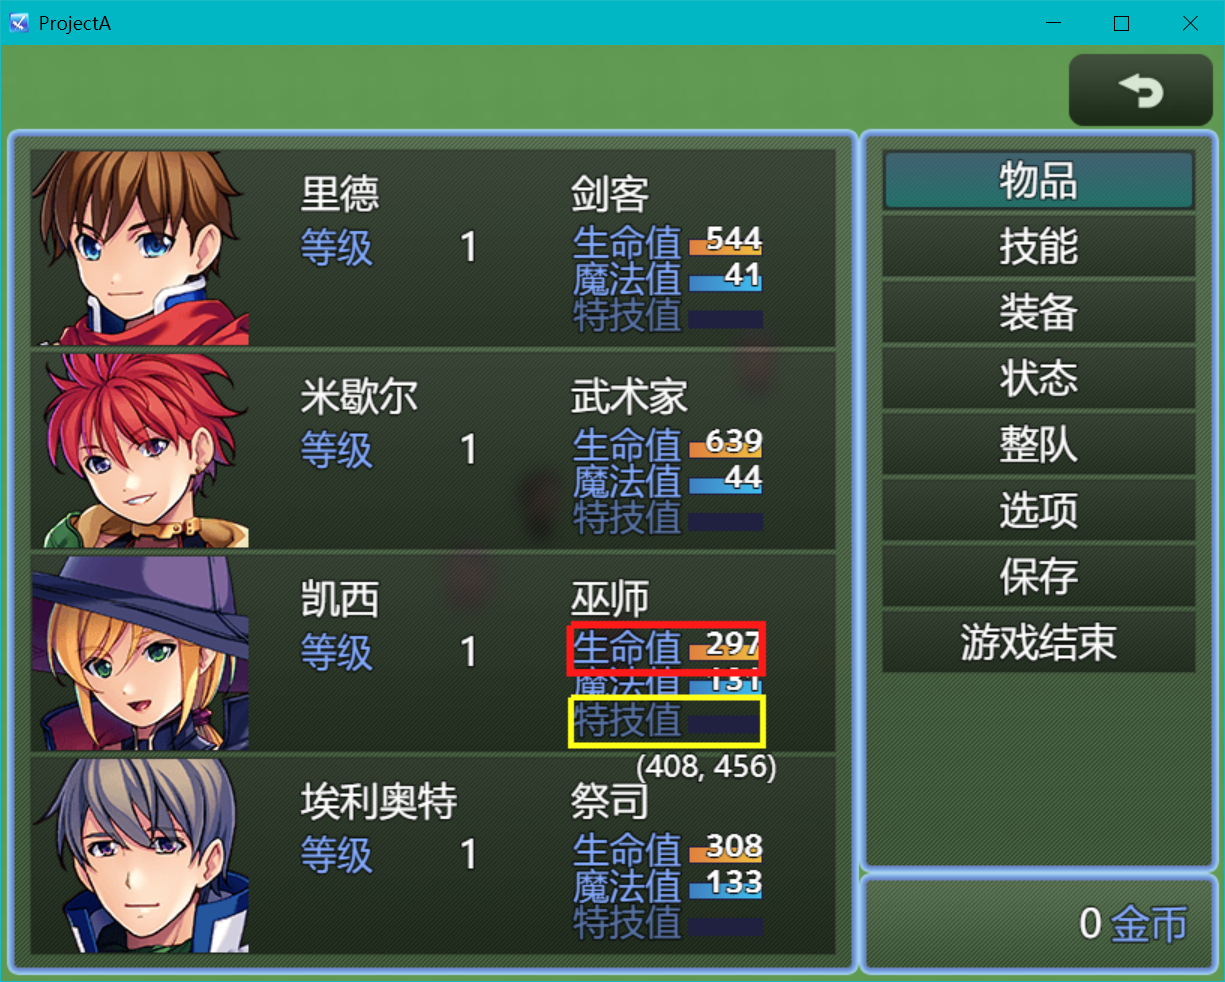 ProjectA
里德 剑客
等级 1
生命值 544
魔法值 41
特技值
米歇尔 武术家
等级 1
生命值 639
魔法值 44
特技值
凯西 巫师
等级 1
生命值 297
魔法值 131
特技值
(408, 456)
埃利奥特 祭司
等级 1
生命值 308
魔法值 133
特技值
物品
技能
装备
状态
整队
选项
保存
游戏结束
0 金币